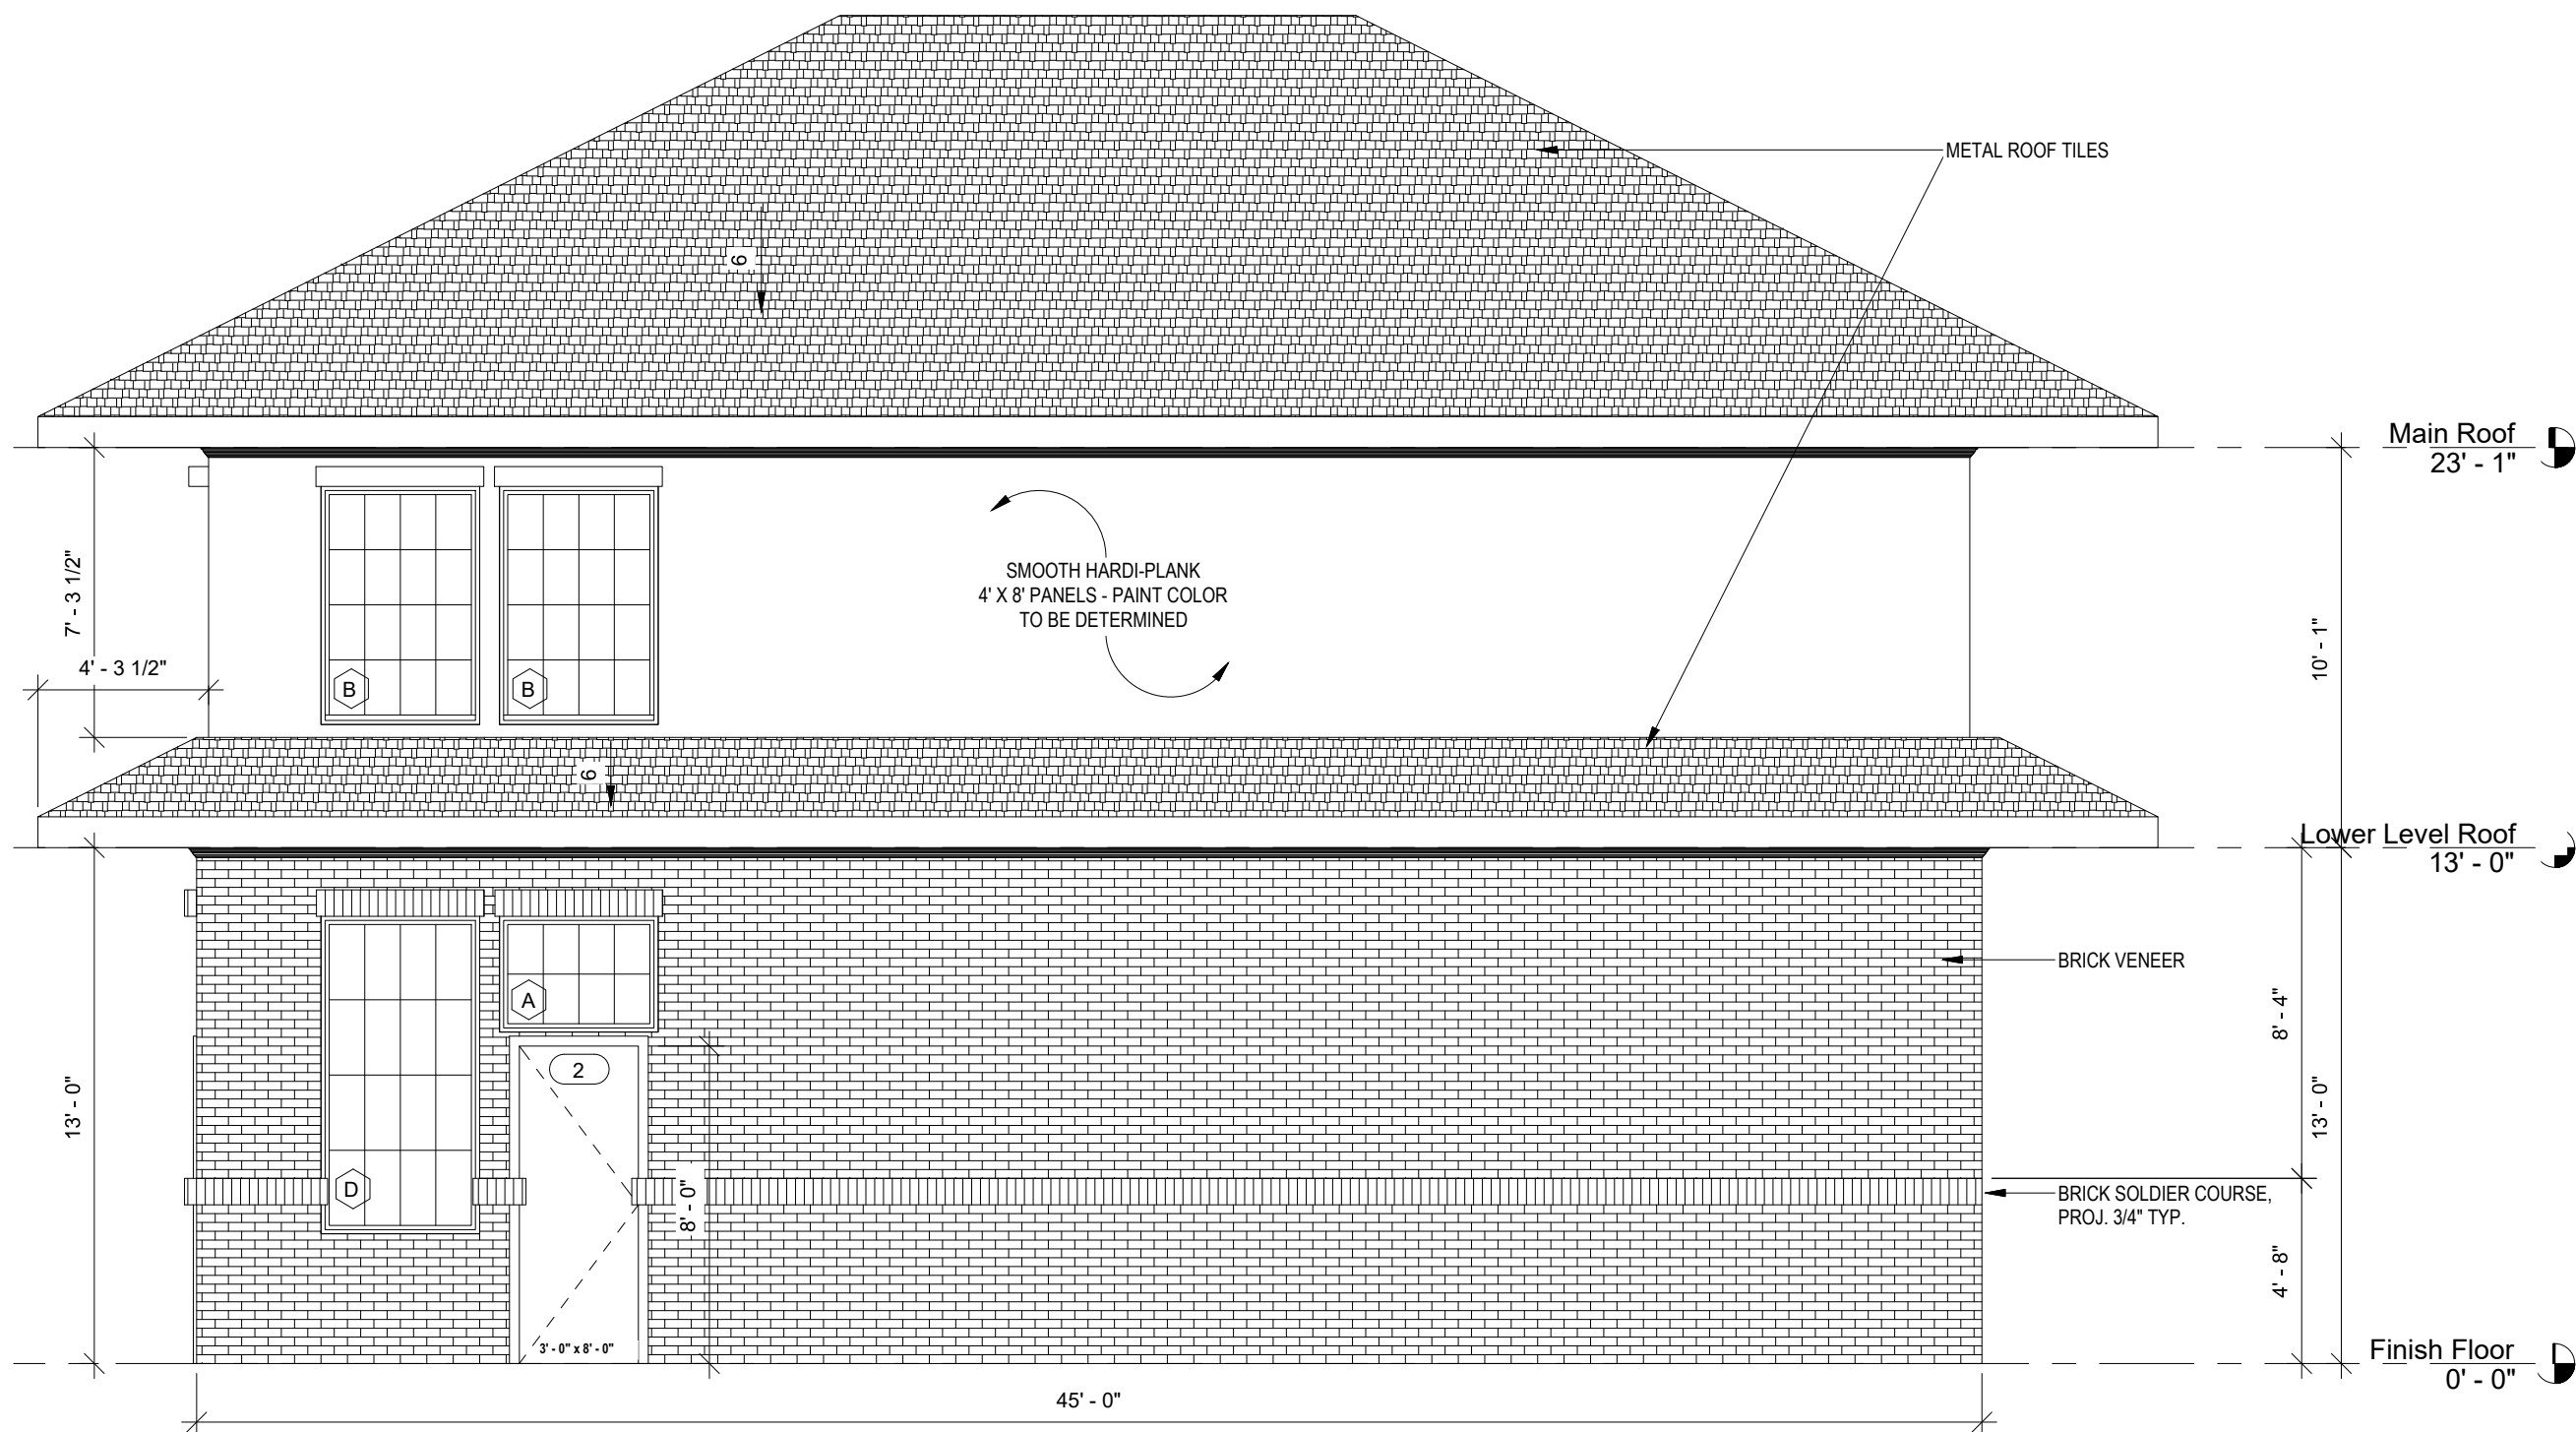 METAL ROOF TILES
6
Main Roof
23' - 1"
7' - 3 1/2"
SMOOTH HARDI-PLANK
4' X 8' PANELS - PAINT COLOR
TO BE DETERMINED
4' - 3 1/2"
B
B
10' - 1"
6
Lower Level Roof
13' - 0"
BRICK VENEER
A
8' - 4"
2
13' - 0"
13' - 0"
D
8' - 0"
BRICK SOLDIER COURSE,
PROJ. 3/4" TYP.
4' - 8"
3' - 0" x 8' - 0"
Finish Floor
0' - 0"
45' - 0"